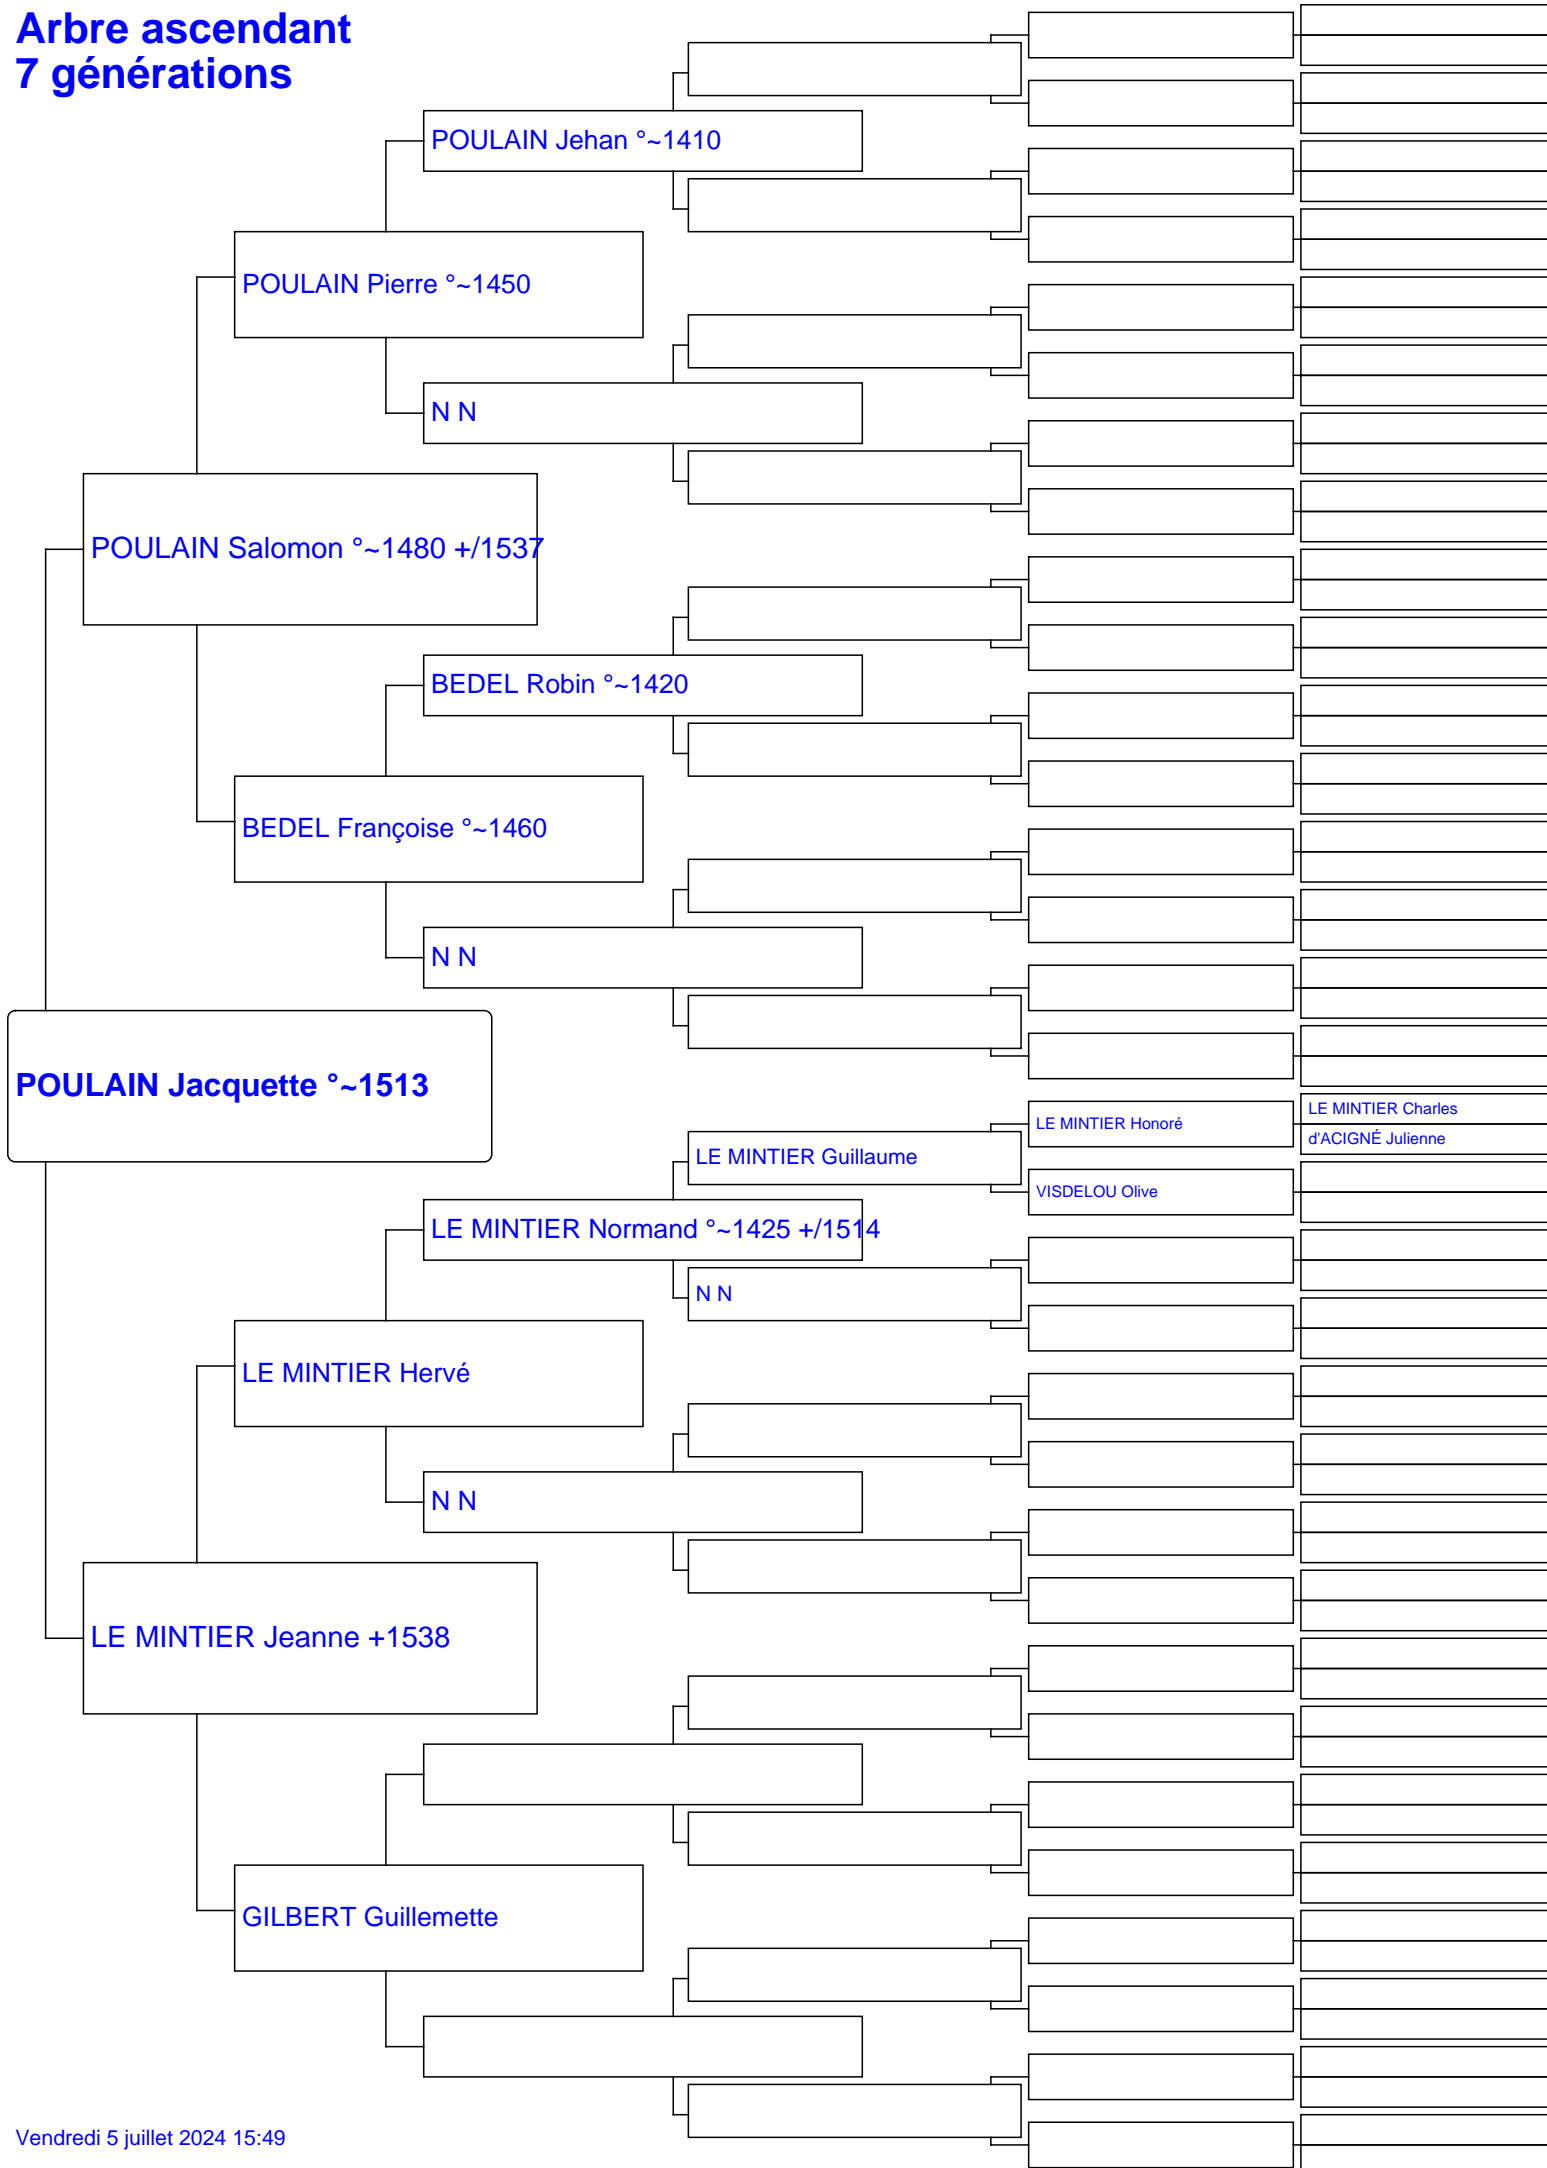 Arbre ascendant
7 générations
POULAIN Jehan °~1410
POULAIN Pierre °~1450
N N
POULAIN Salomon °~1480 +/1537
BEDEL Robin °~1420
BEDEL Françoise °~1460
N N
POULAIN Jacquette °~1513
LE MINTIER Charles
LE MINTIER Honoré
d'ACIGNÉ Julienne
LE MINTIER Guillaume
VISDELOU Olive
LE MINTIER Normand °~1425 +/1514
N N
LE MINTIER Hervé
N N
LE MINTIER Jeanne +1538
GILBERT Guillemette
Vendredi 5 juillet 2024 15:49